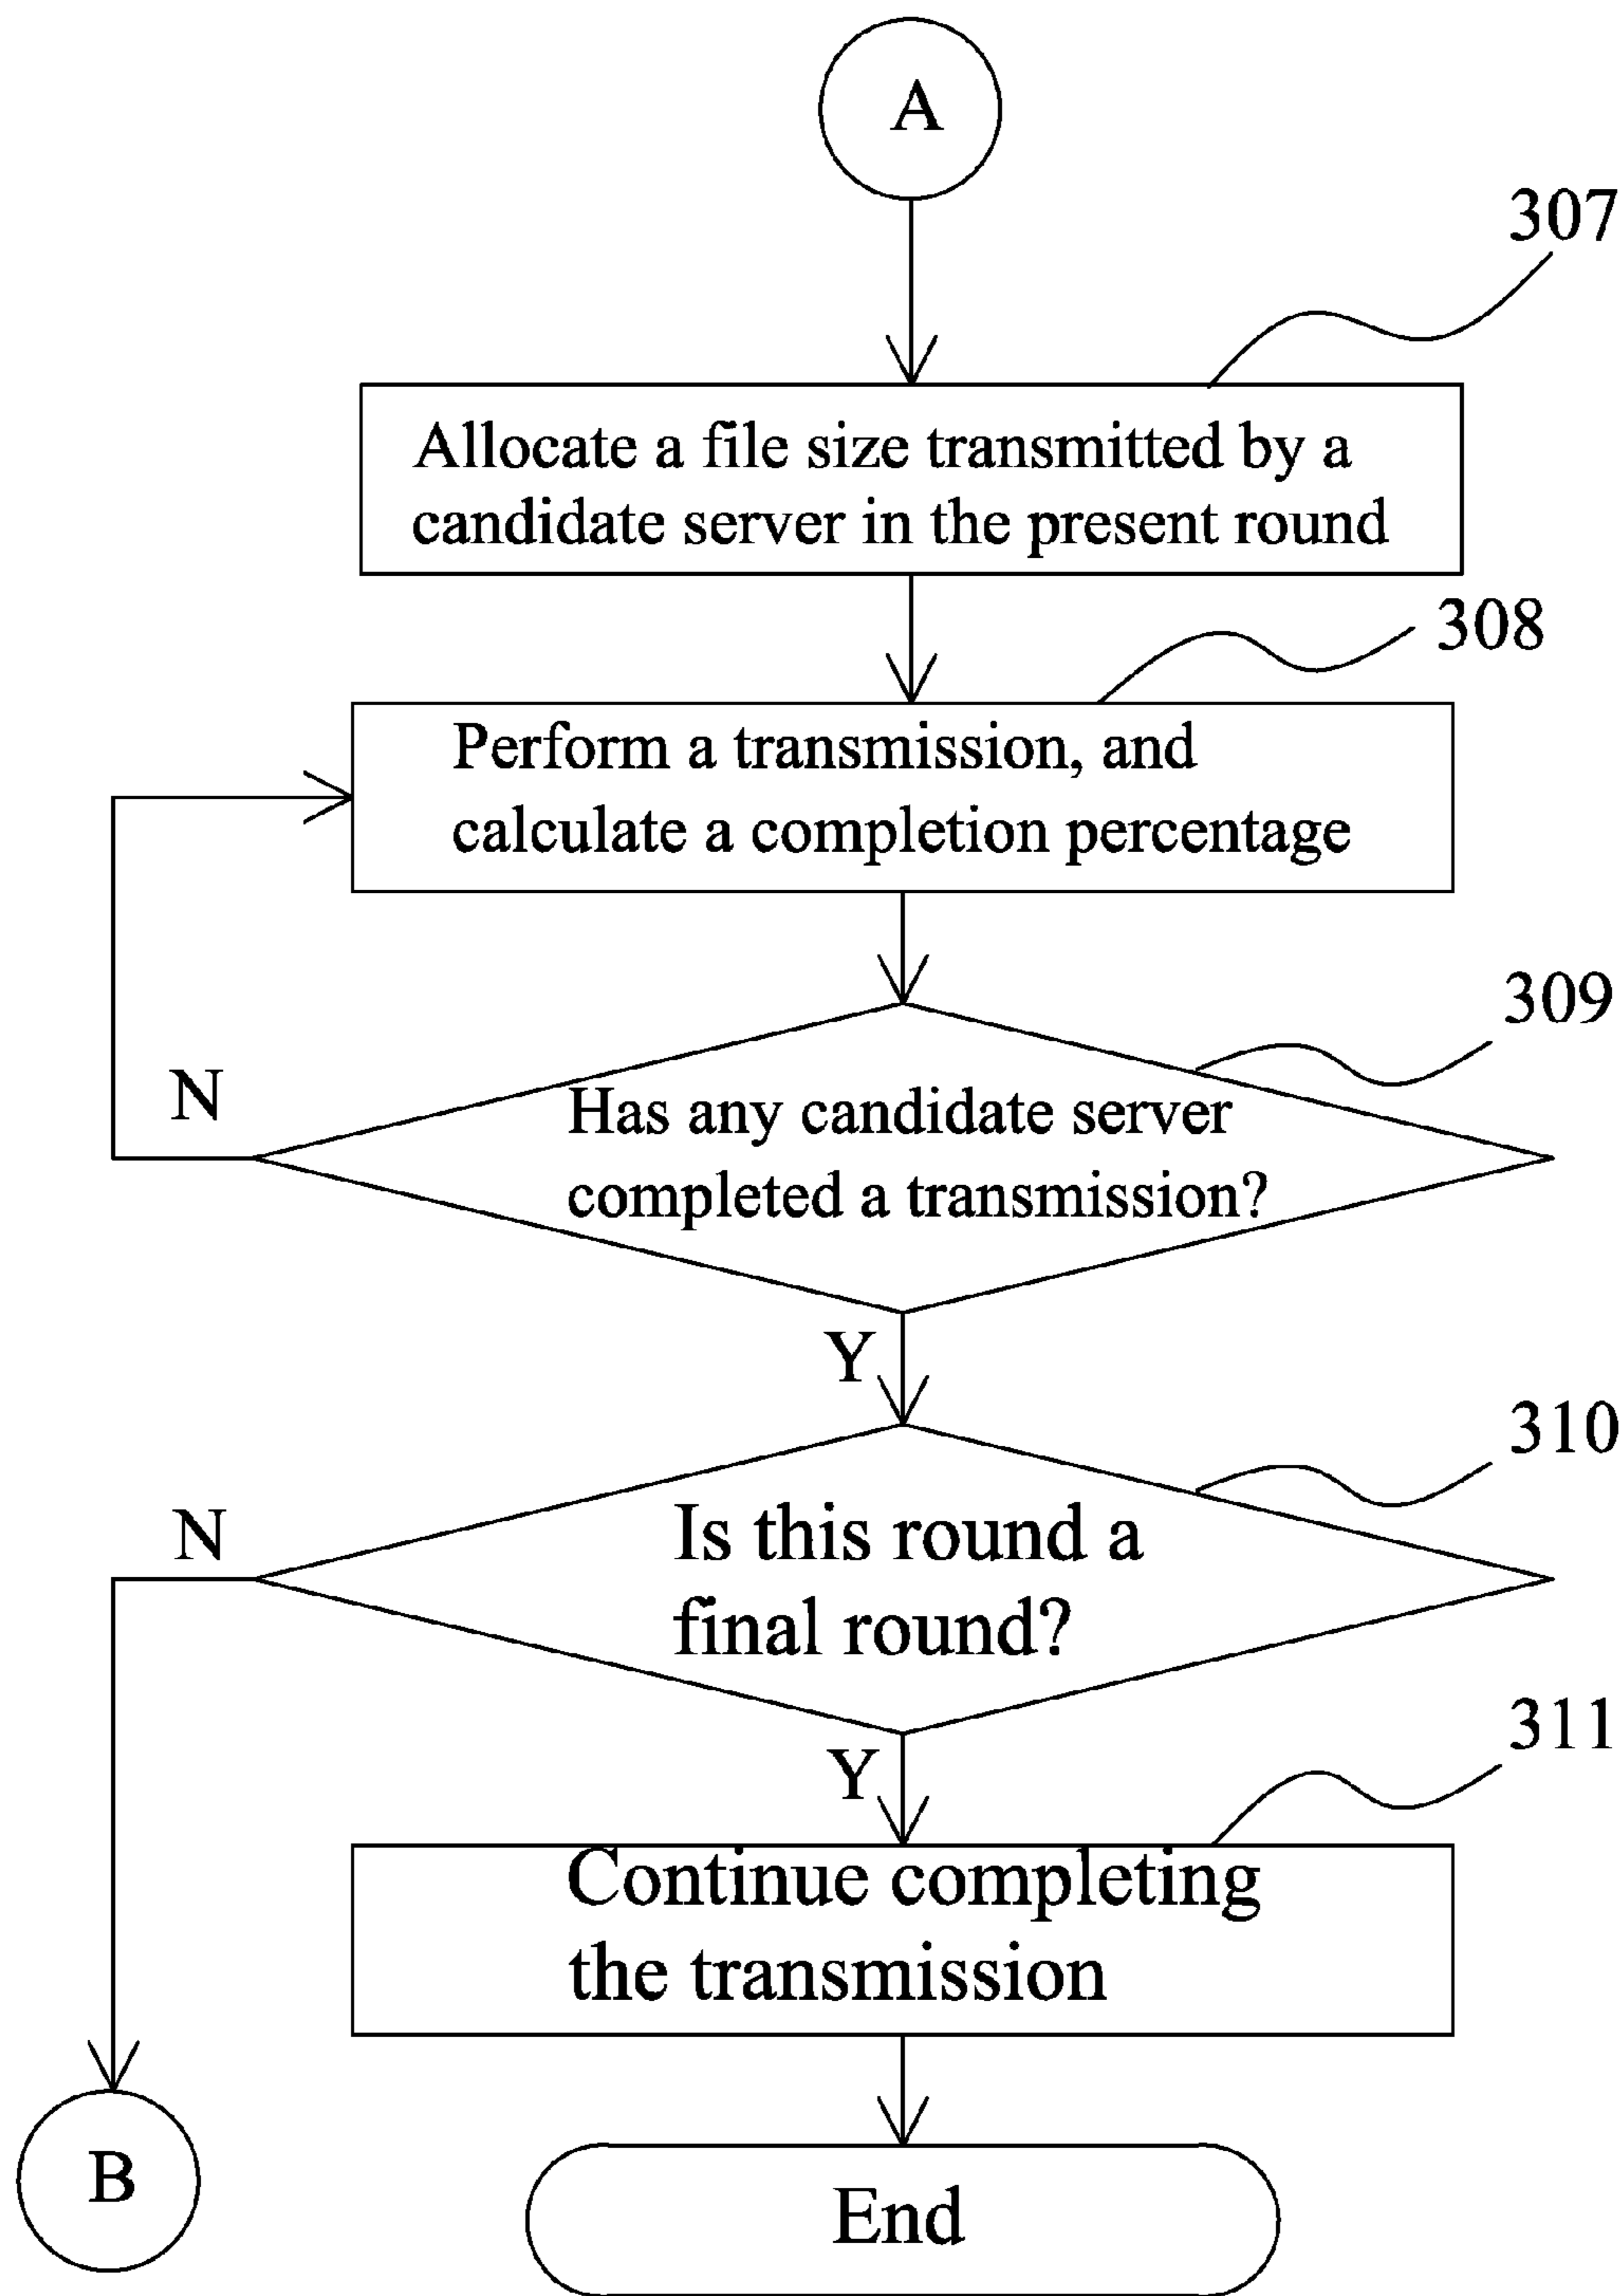 A
307
Allocate a file size transmitted by a
candidate server in the present round
308
Perform a transmission, and
calculate a completion percentage
309
N
Has any candidate server
completed a transmission?
Y
310
N
Is this round a
final round?
311
Y
Continue completing
the transmission
B
End